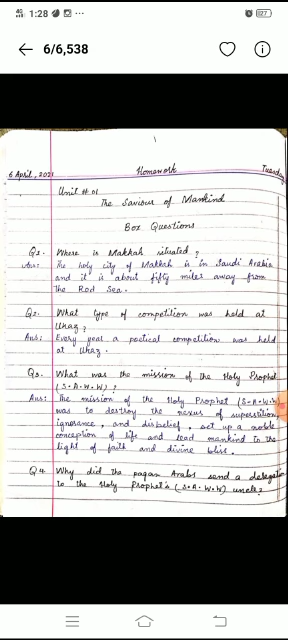 4G 1:28
827
6/6,538
6 April, 2021 Homework Tuesday
Unit # 01
The Saviour of Mankind
Box Questions
Q1. Where is Makkah situated?
Ans: The holy city of Makkah is in Saudi Arabia
and it is about fifty miles away from
the Red Sea.
Q2. What type of competition was held at
Ukaz?
Ans: Every year a poetical competition was held
at Ukaz.
Q3. What was the mission of the Holy Prophet
(S.A.W.W)?
Ans: The mission of the Holy Prophet (S.A.W.W)
was to destroy the nexus of superstition,
ignorance, and disbelief, set up a noble
conception of life and lead mankind to the
light of faith and divine bliss.
Q4. Why did the pagan Arabs send a delegation
to the Holy Prophet's (S.A.W.W) uncle?